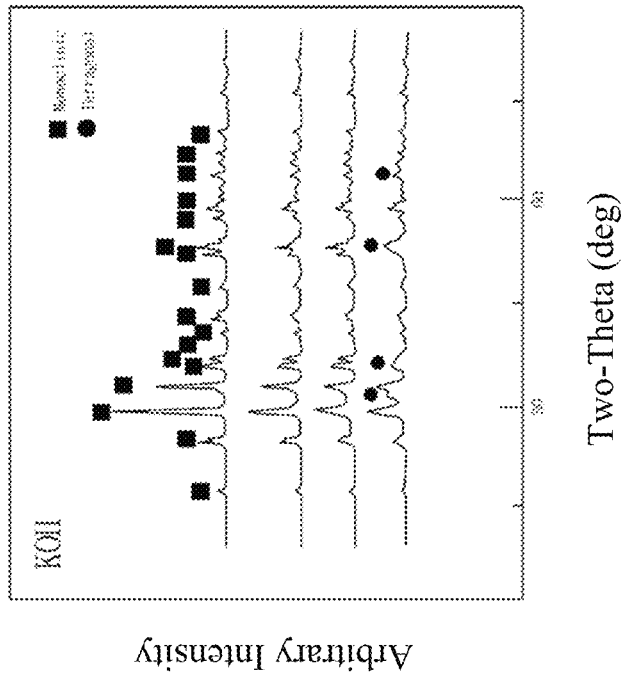 KOH
Monoclinic
Tetragonal
Arbitrary Intensity
Two-Theta (deg)